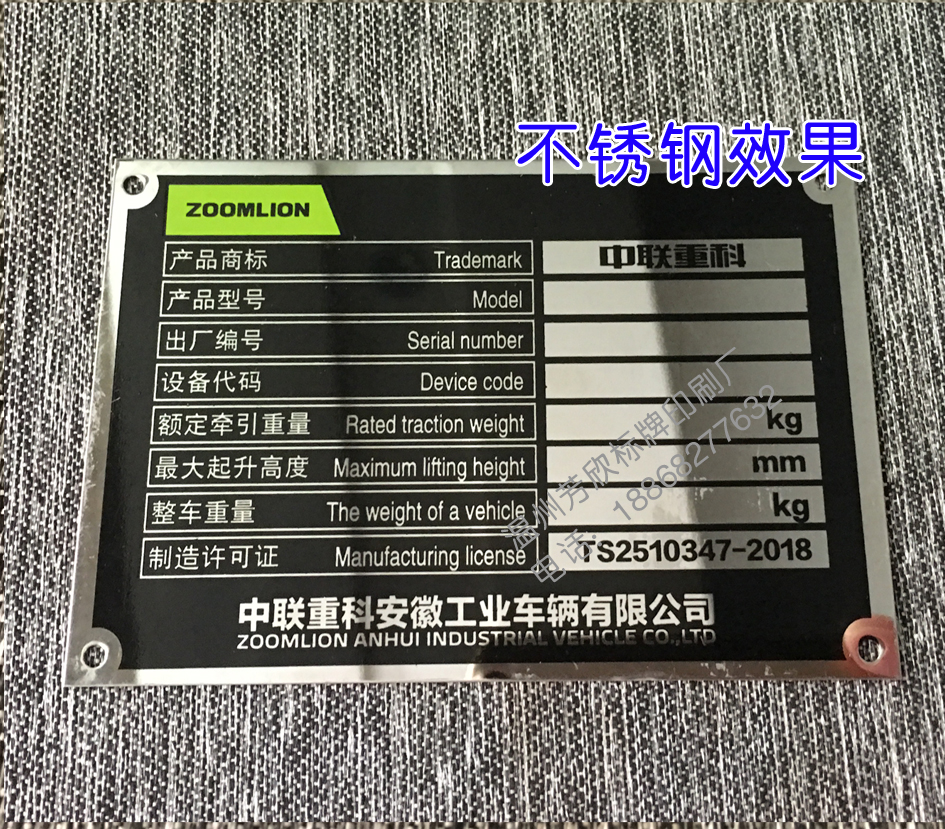 不锈钢效果
ZOOMLION
产品商标 Trademark 中联重科
产品型号 Model
出厂编号 Serial number
设备代码 Device code
额定牵引重量 Rated traction weight kg
最大起升高度 Maximum lifting height mm
整车重量 The weight of a vehicle kg
制造许可证 Manufacturing license TS2510347-2018
中联重科安徽工业车辆有限公司
ZOOMLION ANHUI INDUSTRIAL VEHICLE CO.,LTD
温州芳欣标牌印刷厂
电话: 18868277632